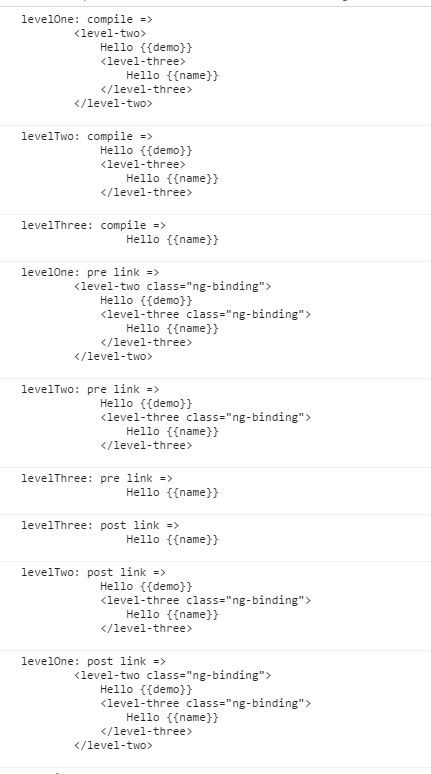 levelOne: compile =>
<level-two>
Hello {{demo}}
<level-three>
Hello {{name}}
</level-three>
</level-two>
levelTwo: compile =>
Hello {{demo}}
<level-three>
Hello {{name}}
</level-three>
levelThree: compile =>
Hello {{name}}
levelOne: pre link =>
<level-two class="ng-binding">
Hello {{demo}}
<level-three class="ng-binding">
Hello {{name}}
</level-three>
</level-two>
levelTwo: pre link =>
Hello {{demo}}
<level-three class="ng-binding">
Hello {{name}}
</level-three>
levelThree: pre link =>
Hello {{name}}
levelThree: post link =>
Hello {{name}}
levelTwo: post link =>
Hello {{demo}}
<level-three class="ng-binding">
Hello {{name}}
</level-three>
levelOne: post link =>
<level-two class="ng-binding">
Hello {{demo}}
<level-three class="ng-binding">
Hello {{name}}
</level-three>
</level-two>